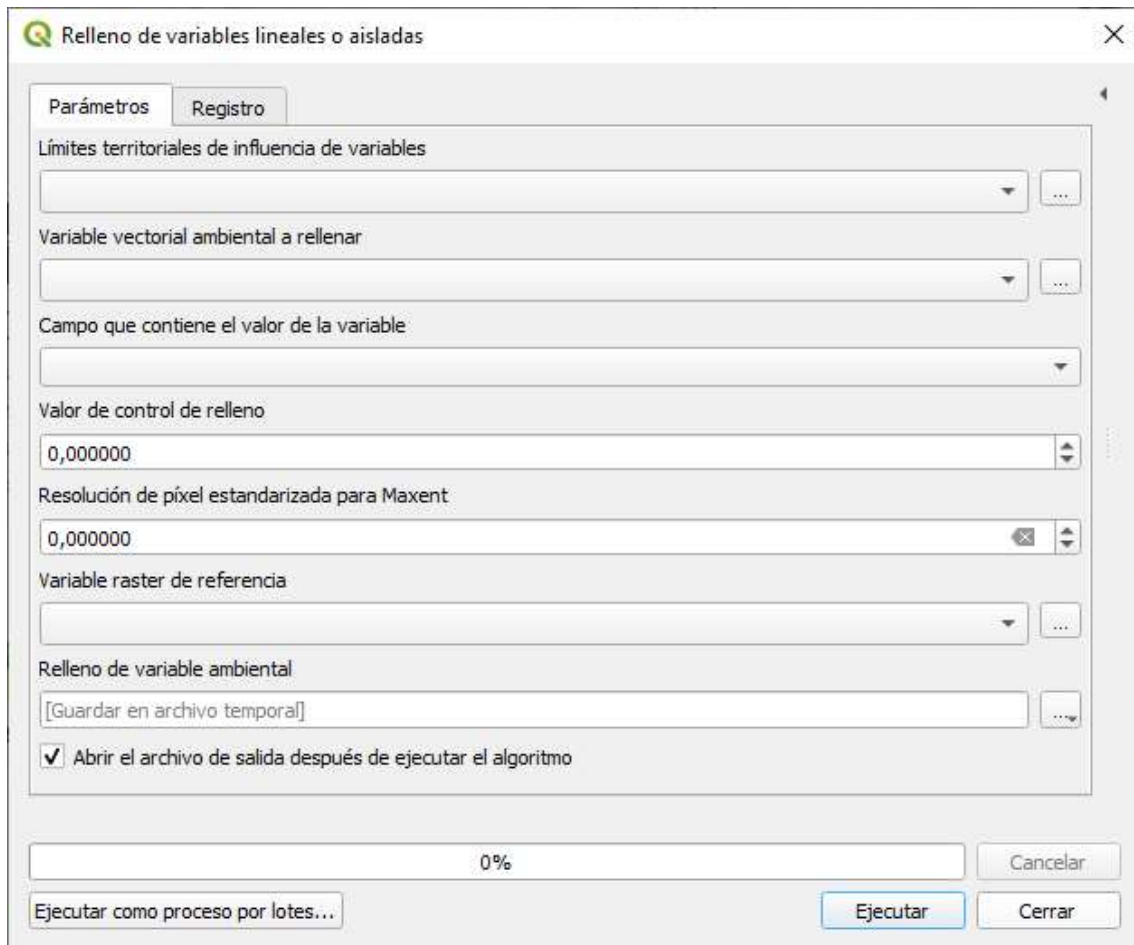 Relleno de variables lineales o aisladas
Parámetros Registro
Límites territoriales de influencia de variables
...
Variable vectorial ambiental a rellenar
...
Campo que contiene el valor de la variable
Valor de control de relleno
0,000000
Resolución de píxel estandarizada para Maxent
0,000000
Variable raster de referencia
...
Relleno de variable ambiental
[Guardar en archivo temporal] ...
Abrir el archivo de salida después de ejecutar el algoritmo
0% Cancelar
Ejecutar como proceso por lotes... Ejecutar Cerrar